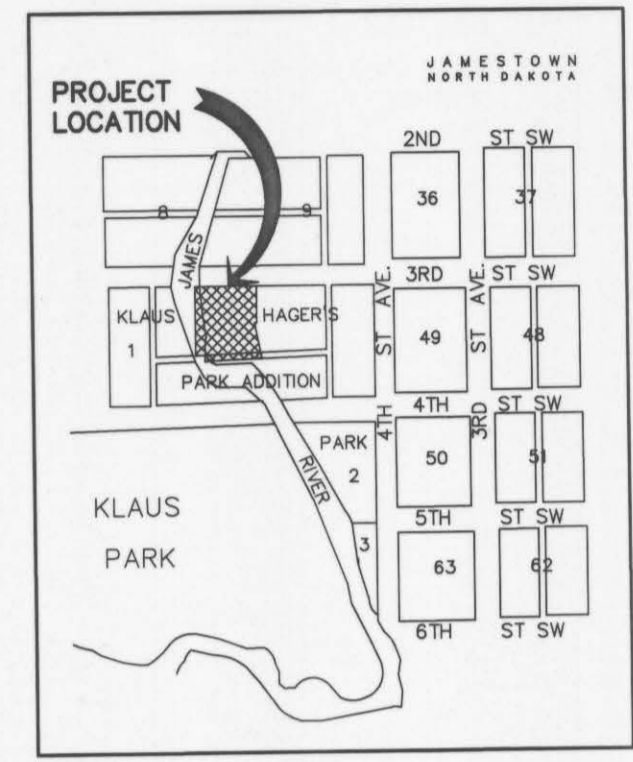 JAMESTOWN
NORTH DAKOTA
PROJECT
LOCATION
2ND ST SW
8
9
36
37
JAMES
3RD ST SW
ST AVE.
ST AVE.
KLAUS
HAGER'S
1
49
48
PARK ADDITION
4TH ST SW
4TH
3RD
PARK
2
50
51
RIVER
KLAUS
PARK
5TH ST SW
3
63
62
6TH ST SW